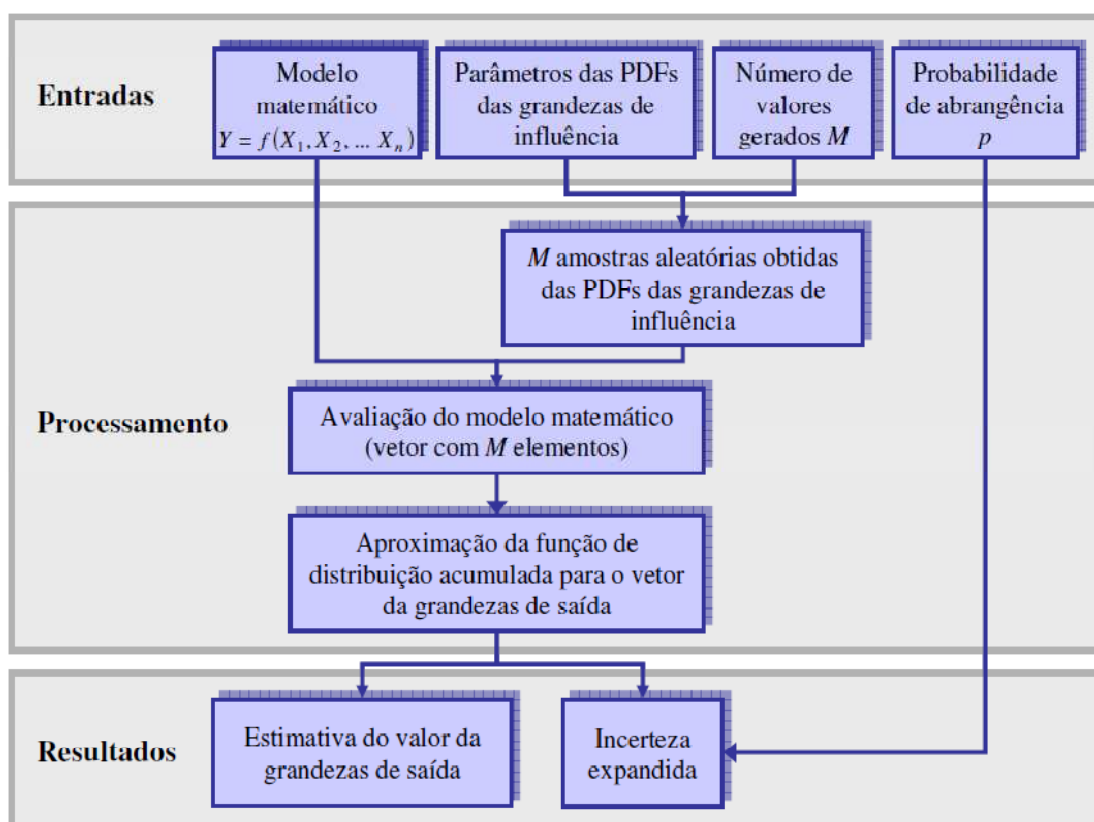 Entradas
Modelo
matemático
Y = f(X₁, X₂, ... Xₙ)
Parâmetros das PDFs
das grandezas de
influência
Número de
valores
gerados M
Probabilidade
de abrangência
p
Processamento
M amostras aleatórias obtidas
das PDFs das grandezas de
influência
Avaliação do modelo matemático
(vetor com M elementos)
Aproximação da função de
distribuição acumulada para o vetor
da grandezas de saída
Resultados
Estimativa do valor da
grandezas de saída
Incerteza
expandida